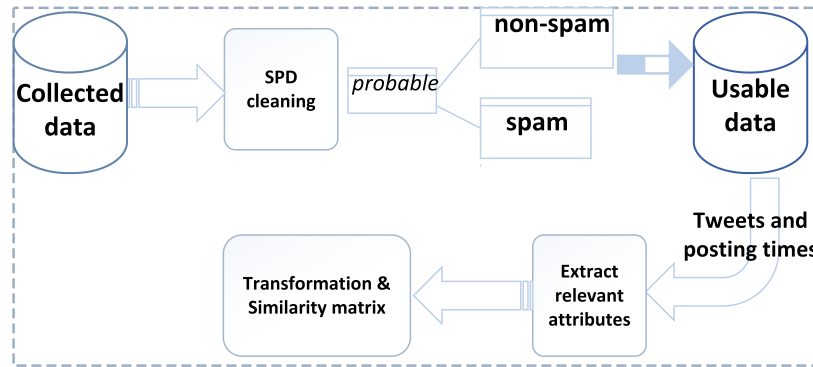 Collected
data
SPD
cleaning
probable
non-spam
spam
Usable
data
Tweets and
posting times
Extract
relevant
attributes
Transformation &
Similarity matrix